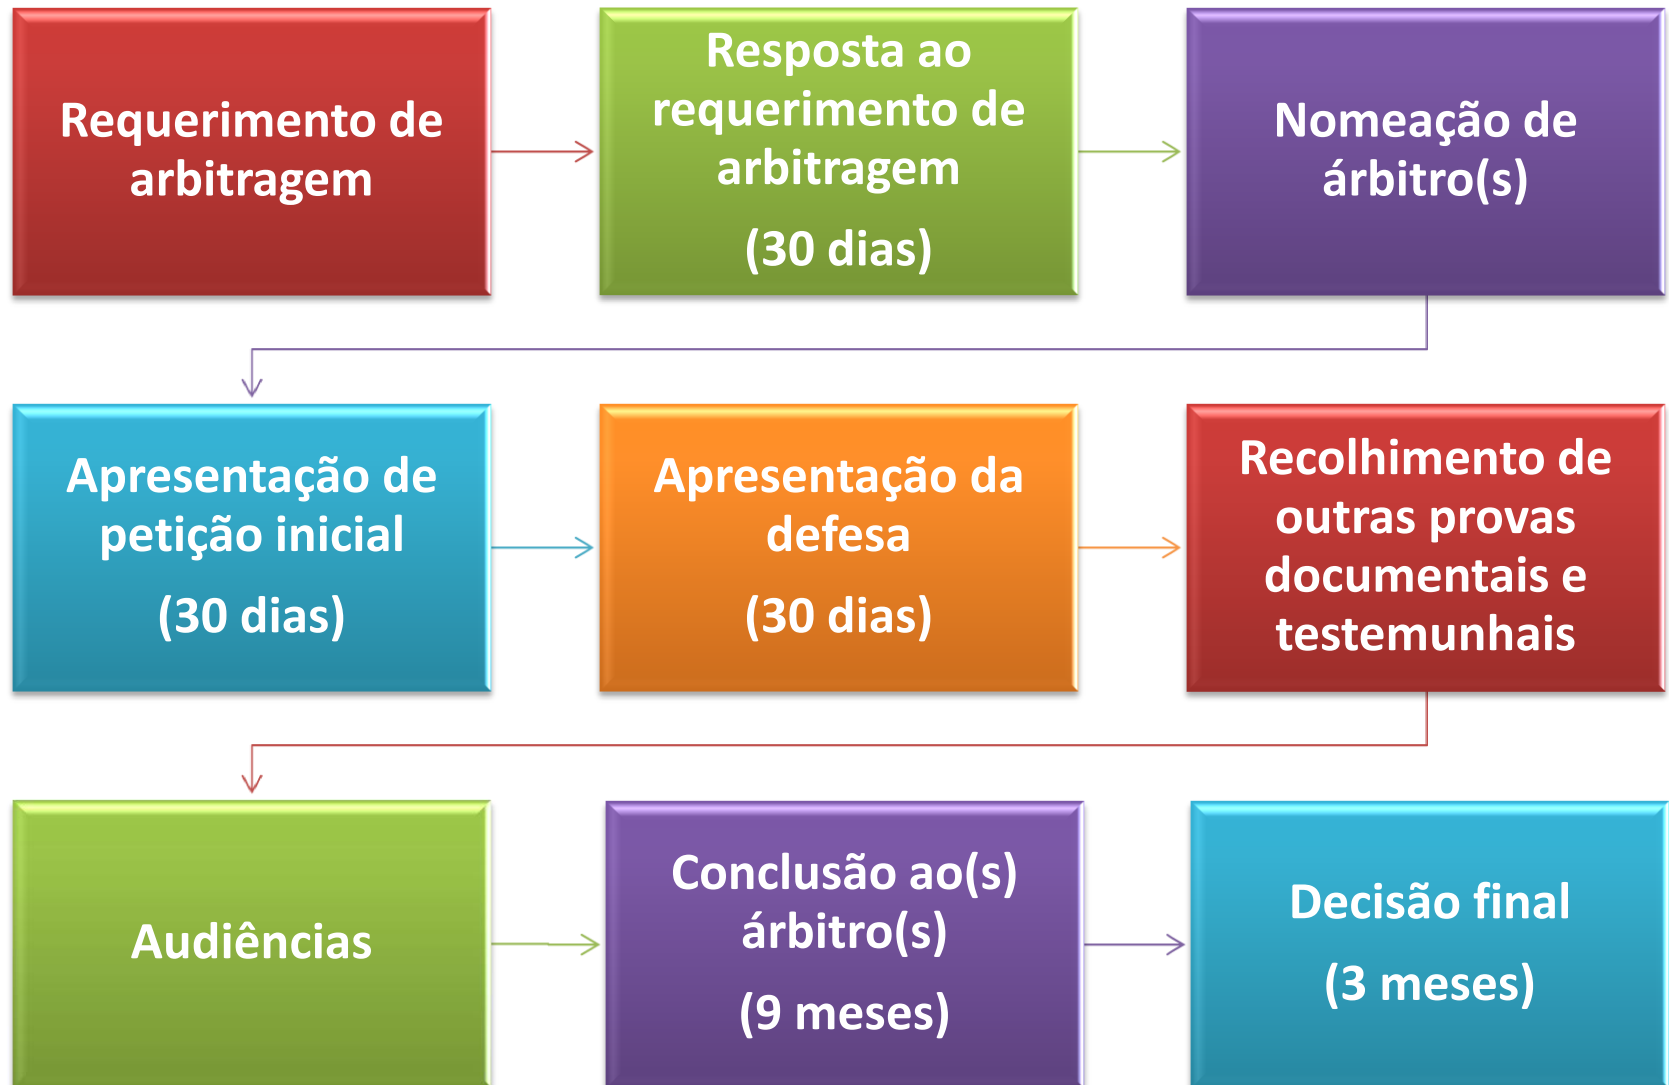 Requerimento de
arbitragem
Resposta ao
requerimento de
arbitragem
(30 dias)
Nomeação de
árbitro(s)
Apresentação de
petição inicial
(30 dias)
Apresentação da
defesa
(30 dias)
Recolhimento de
outras provas
documentais e
testemunhais
Audiências
Conclusão ao(s)
árbitro(s)
(9 meses)
Decisão final
(3 meses)